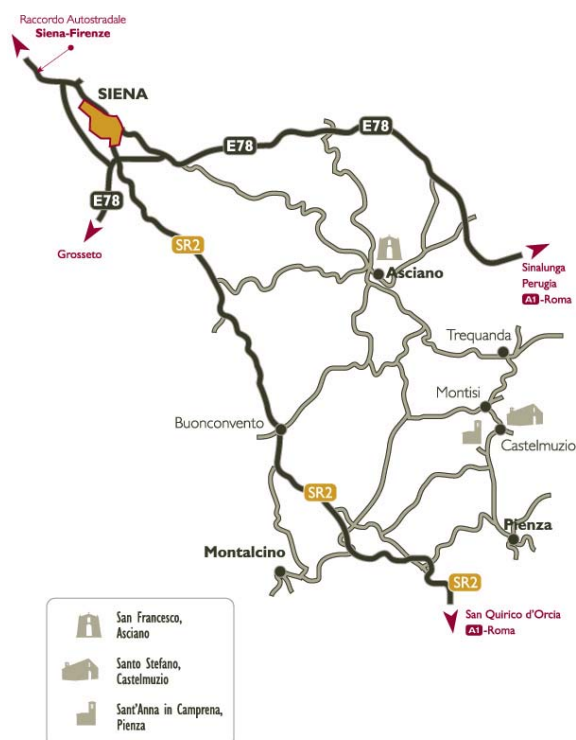 Raccordo Autostradale
Siena-Firenze
SIENA
E78
E78
E78
Grosseto
SR2
Asciano
Sinalunga
Perugia
A1-Roma
Trequanda
Montisi
Buonconvento
Castelmuzio
SR2
Pienza
Montalcino
SR2
San Quirico d'Orcia
A1-Roma
San Francesco,
Asciano
Santo Stefano,
Castelmuzio
Sant'Anna in Camprena,
Pienza